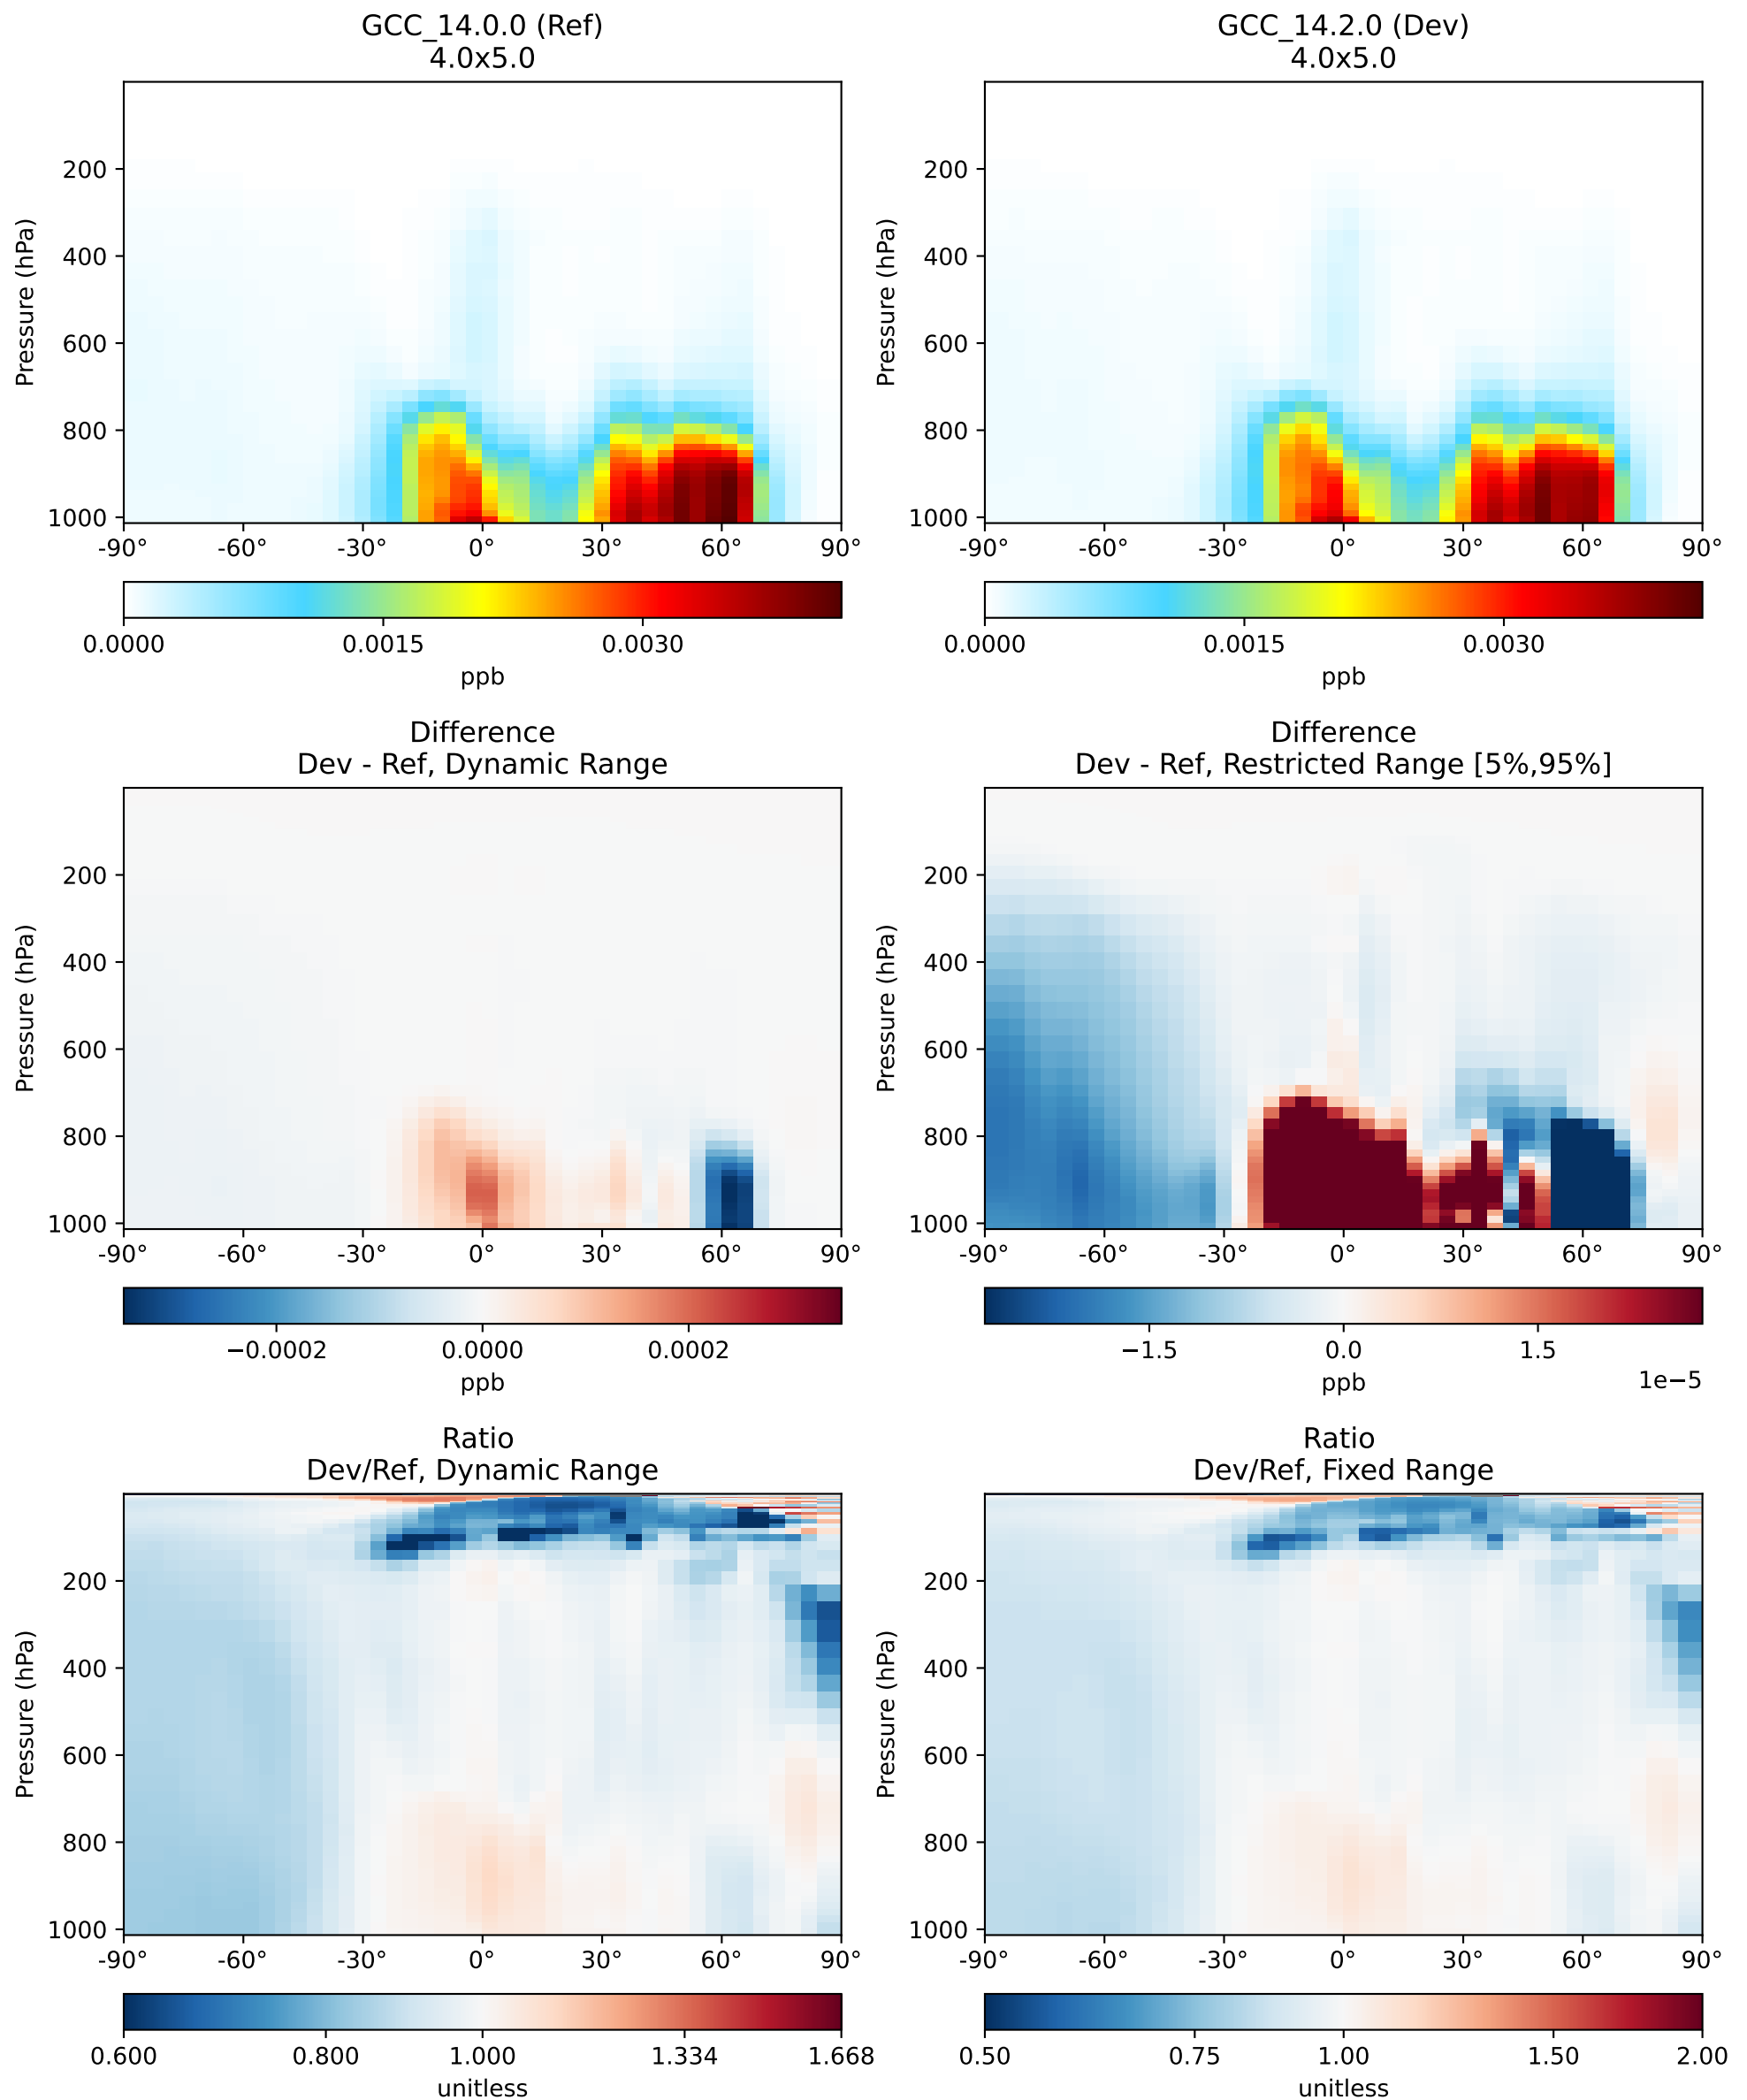 GCC_14.0.0 (Ref)
4.0x5.0
Pressure (hPa)
200
400
600
800
1000
-90° -60° -30° 0° 30° 60° 90°
0.0000 0.0015 0.0030
ppb
GCC_14.2.0 (Dev)
4.0x5.0
Pressure (hPa)
200
400
600
800
1000
-90° -60° -30° 0° 30° 60° 90°
0.0000 0.0015 0.0030
ppb
Difference
Dev - Ref, Dynamic Range
Pressure (hPa)
200
400
600
800
1000
-90° -60° -30° 0° 30° 60° 90°
−0.0002 0.0000 0.0002
ppb
Difference
Dev - Ref, Restricted Range [5%,95%]
Pressure (hPa)
200
400
600
800
1000
-90° -60° -30° 0° 30° 60° 90°
−1.5 0.0 1.5
ppb 1e−5
Ratio
Dev/Ref, Dynamic Range
Pressure (hPa)
200
400
600
800
1000
-90° -60° -30° 0° 30° 60° 90°
0.600 0.800 1.000 1.334 1.668
unitless
Ratio
Dev/Ref, Fixed Range
Pressure (hPa)
200
400
600
800
1000
-90° -60° -30° 0° 30° 60° 90°
0.50 0.75 1.00 1.50 2.00
unitless